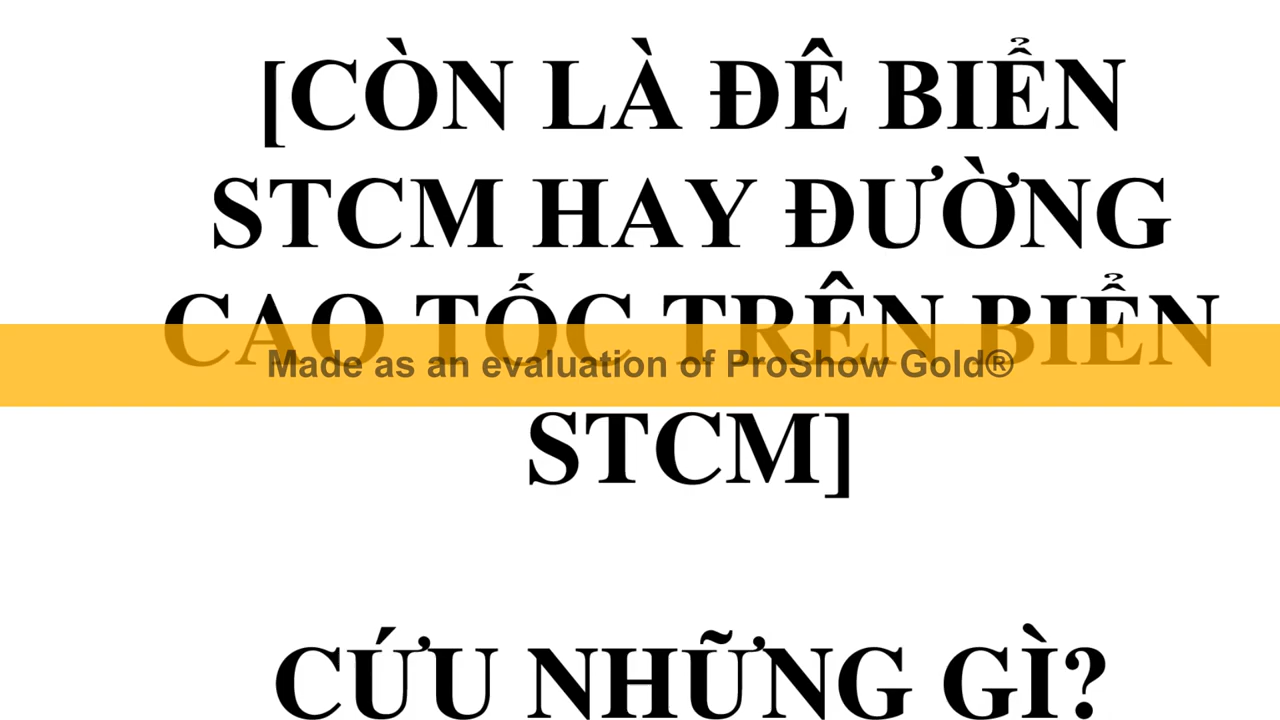 [CÒN LÀ ĐÊ BIỂN
STCM HAY ĐƯỜNG
CAO TỐC TRÊN BIỂN
Made as an evaluation of ProShow Gold®
STCM]
CỨU NHỮNG GÌ?